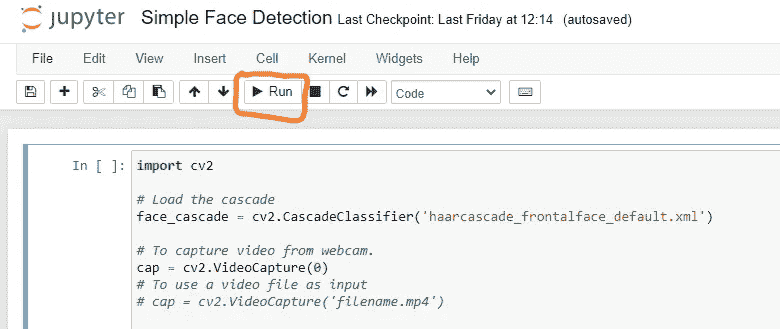 jupyter Simple Face Detection Last Checkpoint: Last Friday at 12:14 (autosaved)
File Edit View Insert Cell Kernel Widgets Help
Run Code
In [ ]: import cv2
# Load the cascade
face_cascade = cv2.CascadeClassifier('haarcascade_frontalface_default.xml')
# To capture video from webcam.
cap = cv2.VideoCapture(0)
# To use a video file as input
# cap = cv2.VideoCapture('filename.mp4')